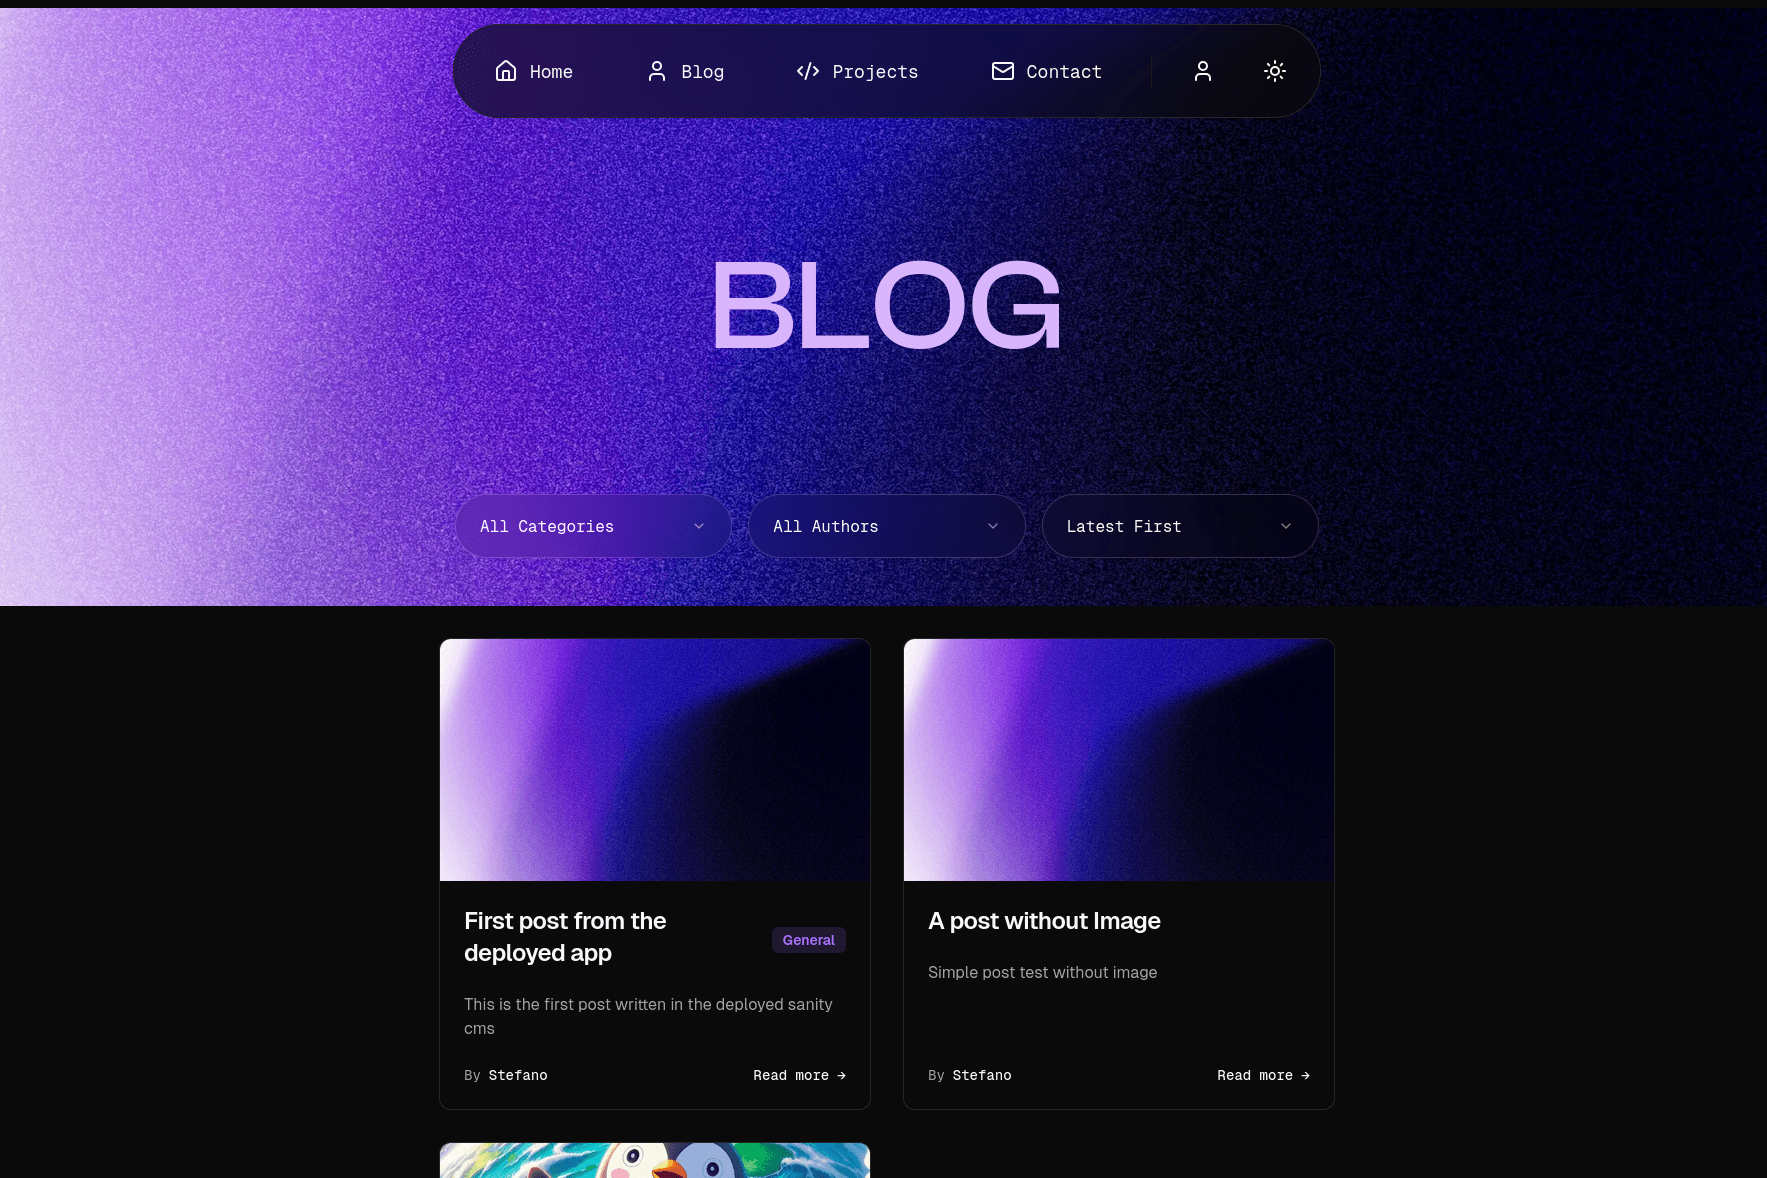 Home Blog Projects Contact
BLOG
All Categories All Authors Latest First
First post from the
deployed app
General
This is the first post written in the deployed sanity
cms
By Stefano Read more →
A post without Image
Simple post test without image
By Stefano Read more →